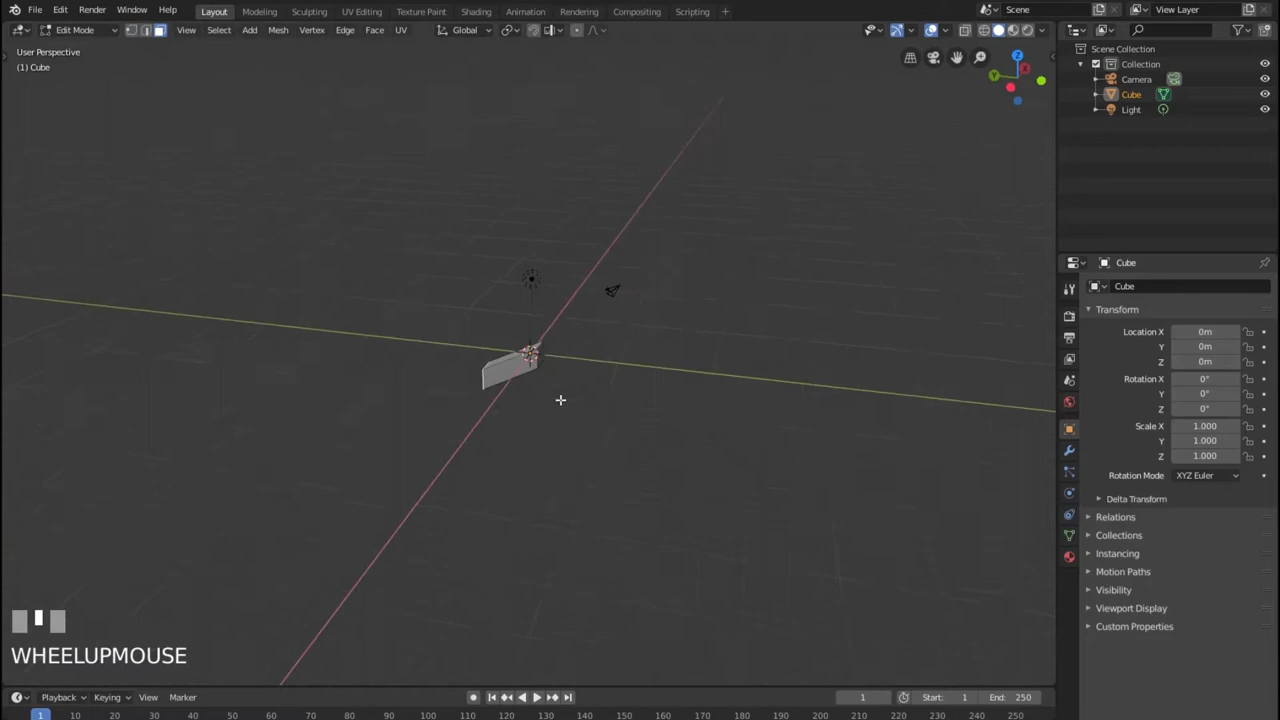 File Edit Render Window Help Layout Modeling Sculpting UV Editing Texture Paint Shading Animation Rendering Compositing Scripting + Scene View Layer
Edit Mode View Select Add Mesh Vertex Edge Face UV Global
User Perspective
(1) Cube
Z
Y
X
Scene Collection
Collection
Camera
Cube
Light
Cube
Cube
Transform
Location X 0m
Y 0m
Z 0m
Rotation X 0°
Y 0°
Z 0°
Scale X 1.000
Y 1.000
Z 1.000
Rotation Mode XYZ Euler
Delta Transform
Relations
Collections
Instancing
Motion Paths
Visibility
Viewport Display
Custom Properties
WHEELUPMOUSE
Playback Keying View Marker 1 Start: 1 End: 250
1 10 20 30 40 50 60 70 80 90 100 110 120 130 140 150 160 170 180 190 200 210 220 230 240 250